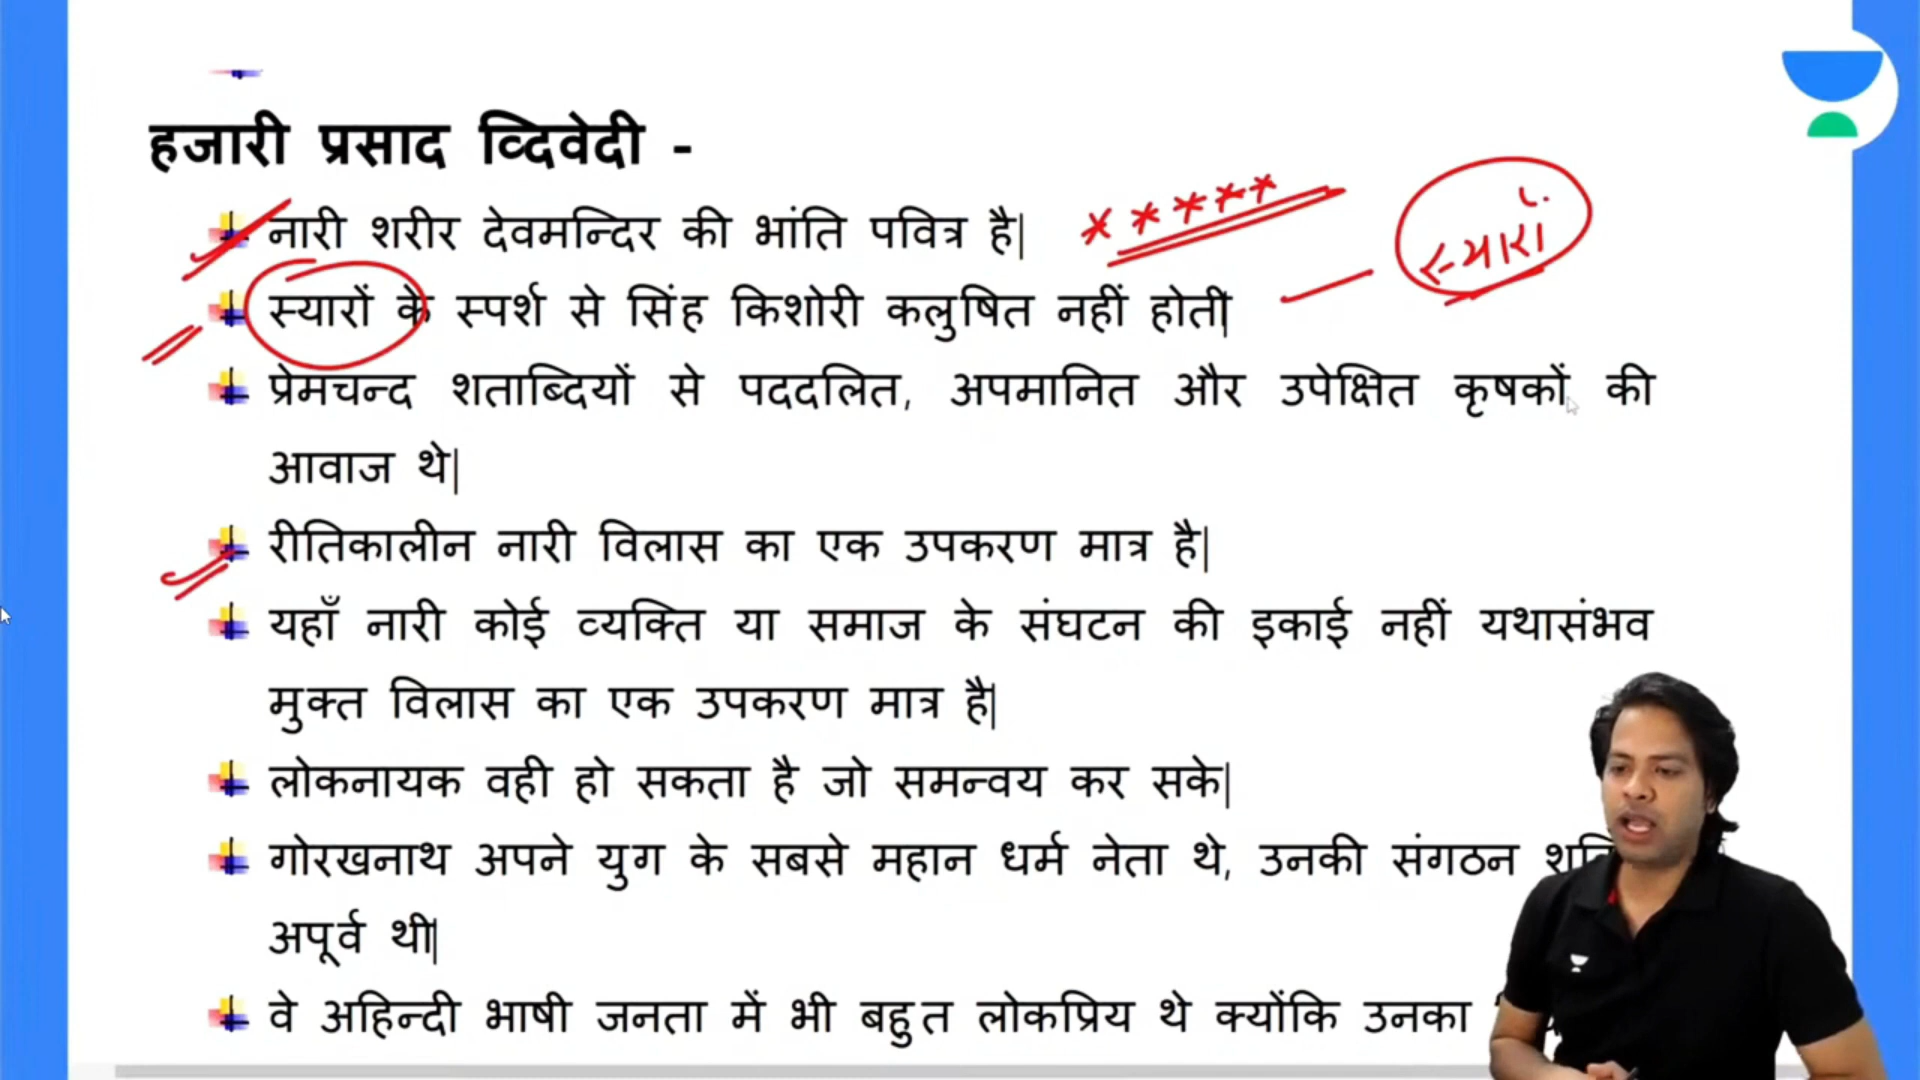 हजारी प्रसाद व्दिवेदी -
नारी शरीर देवमन्दिर की भांति पवित्र है|
*****
स्यारों
स्यारों के स्पर्श से सिंह किशोरी कलुषित नहीं होती|
प्रेमचन्द शताब्दियों से पददलित, अपमानित और उपेक्षित कृषकों की
आवाज थे|
रीतिकालीन नारी विलास का एक उपकरण मात्र है|
यहाँ नारी कोई व्यक्ति या समाज के संघटन की इकाई नहीं यथासंभव
मुक्त विलास का एक उपकरण मात्र है|
लोकनायक वही हो सकता है जो समन्वय कर सके|
गोरखनाथ अपने युग के सबसे महान धर्म नेता थे, उनकी संगठन
अपूर्व थी|
वे अहिन्दी भाषी जनता में भी बहुत लोकप्रिय थे क्योंकि उनका